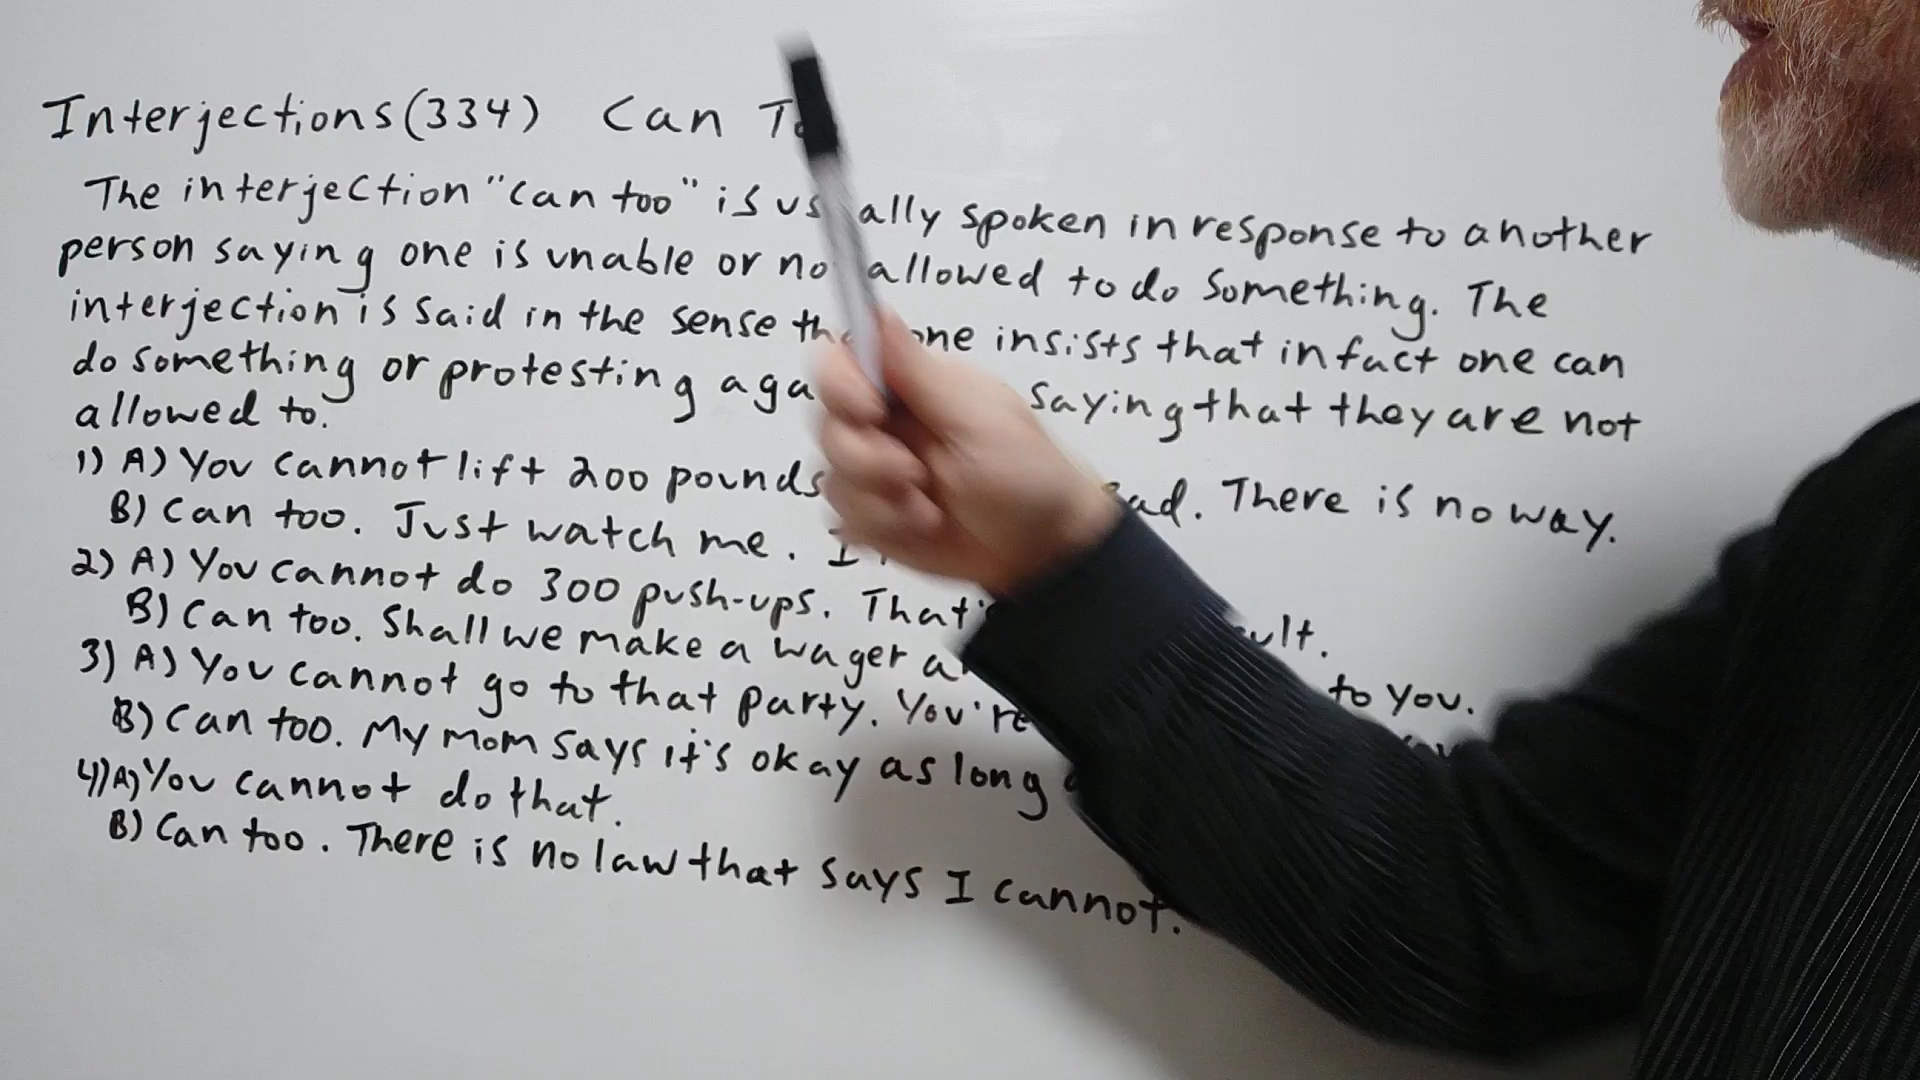 Interjections (334) Can
The interjection "can too" is usually spoken in response to another
person saying one is unable or not allowed to do something. The
interjection is said in the sense that one insists that in fact one can
do something or protesting saying that they are not
allowed to.
1) A) You cannot lift 200 pounds There is no way.
B) Can too. Just watch me.
2) A) You cannot do 300 push-ups. That's
B) Can too. Shall we make a wager to you.
3) A) You cannot go to that party. You're
B) Can too. My mom says it's okay as long
4) A) You cannot do that.
B) Can too. There is no law that says I cannot.